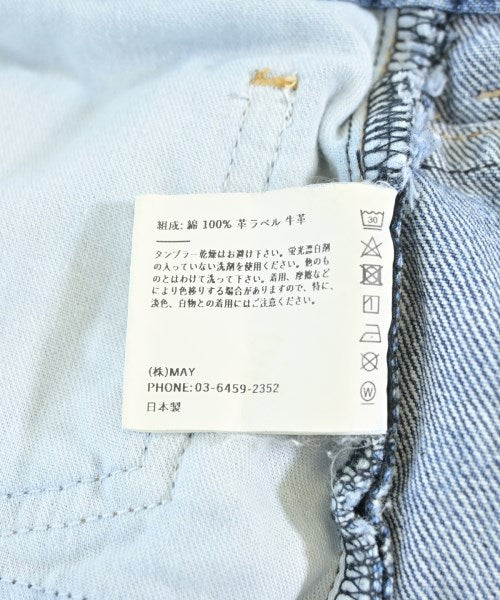 組成: 綿 100% 革ラベル 牛革
タンブラー乾燥はお避け下さい。蛍光漂白剤
の入っていない洗剤を使用ください。他のも
のとはわけて洗って下さい。着用、摩擦など
により色移りする場合がありますので、特に、
淡色、白物との着用にはご注意ください。
(株)MAY
PHONE: 03-6459-2352
日本製
30
W